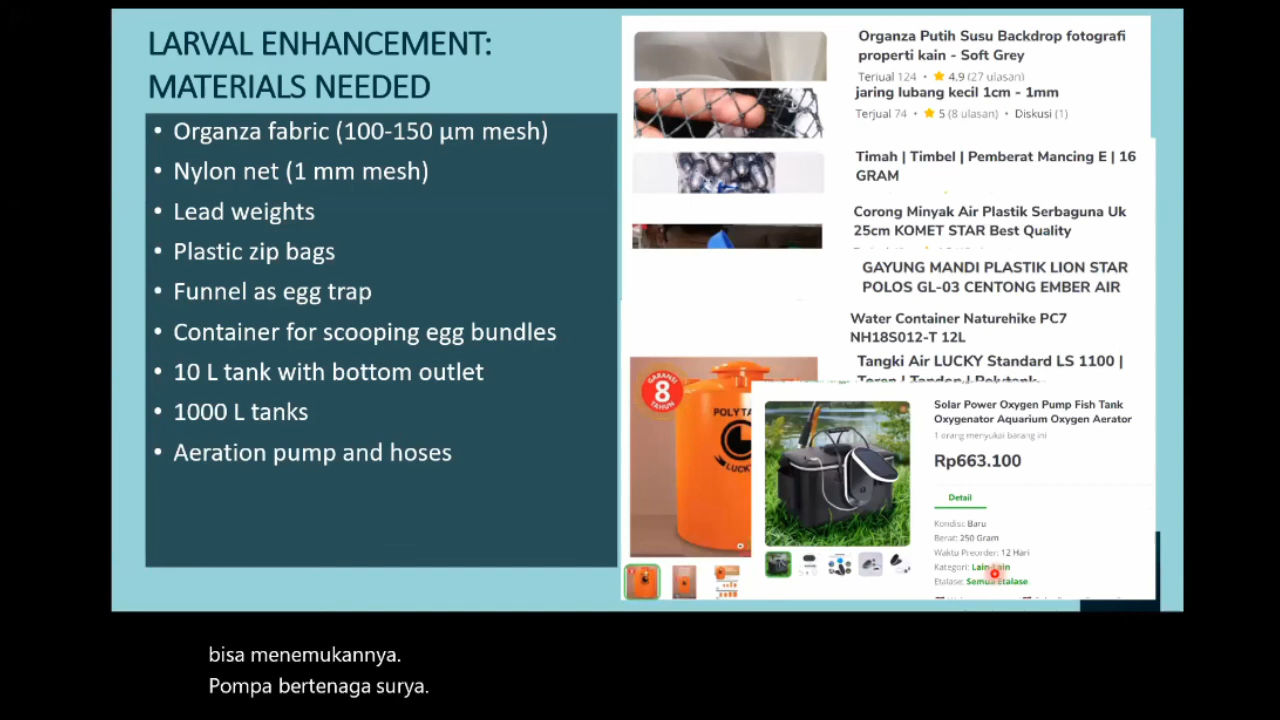 LARVAL ENHANCEMENT:
MATERIALS NEEDED
• Organza fabric (100-150 µm mesh)
• Nylon net (1 mm mesh)
• Lead weights
• Plastic zip bags
• Funnel as egg trap
• Container for scooping egg bundles
• 10 L tank with bottom outlet
• 1000 L tanks
• Aeration pump and hoses
Organza Putih Susu Backdrop fotografi
properti kain - Soft Grey
Terjual 124 • 4.9 (27 ulasan)
jaring lubang kecil 1cm - 1mm
Terjual 74 • 5 (8 ulasan) • Diskusi (1)
Timah | Timbel | Pemberat Mancing E | 16
GRAM
Corong Minyak Air Plastik Serbaguna Uk
25cm KOMET STAR Best Quality
GAYUNG MANDI PLASTIK LION STAR
POLOS GL-03 CENTONG EMBER AIR
Water Container Naturehike PC7
NH18S012-T 12L
Tangki Air LUCKY Standard LS 1100 |
Toren | Tandon | Polytank
GARANSI
8
TAHUN
POLYTA
LUCKY
Solar Power Oxygen Pump Fish Tank
Oxygenator Aquarium Oxygen Aerator
1 orang menyukai barang ini
Rp663.100
Detail
Kondisi: Baru
Berat: 250 Gram
Waktu Preorder: 12 Hari
Kategori: Lain-Lain
Etalase: Semua Etalase
bisa menemukannya.
Pompa bertenaga surya.